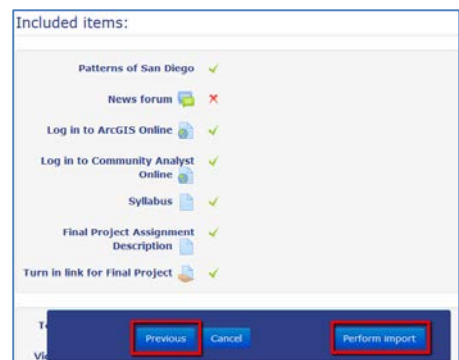 Included items:
Patterns of San Diego
News forum
Log in to ArcGIS Online
Log in to Community Analyst
Online
Syllabus
Final Project Assignment
Description
Turn in link for Final Project
Previous Cancel Perform import